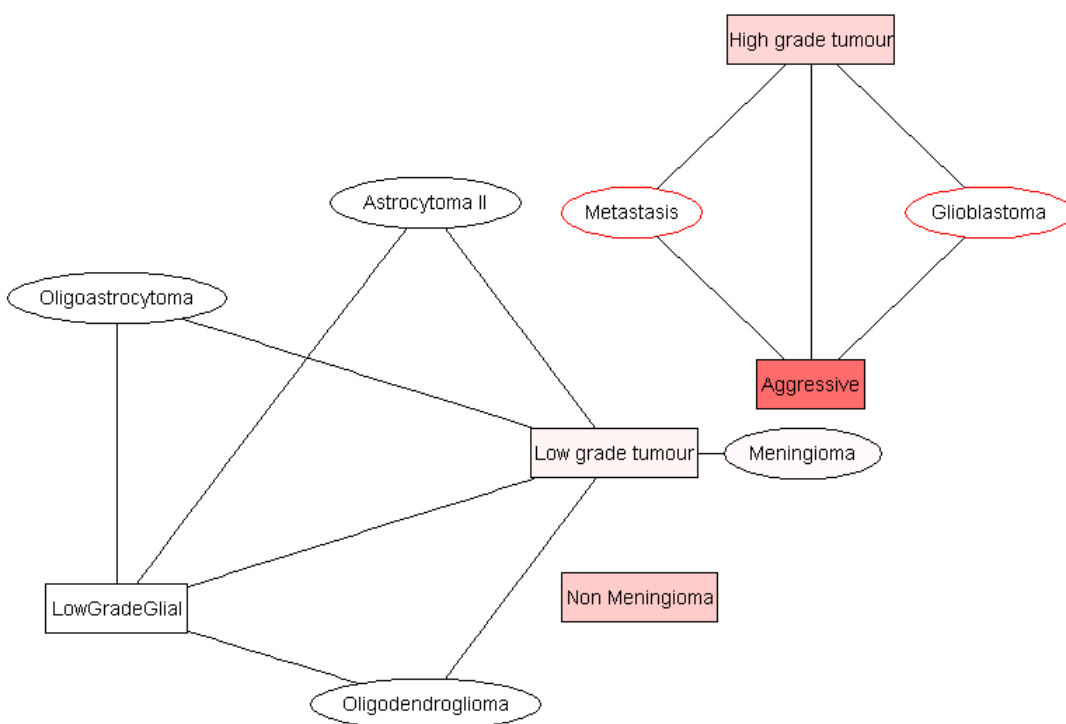 High grade tumour
Astrocytoma II
Metastasis
Glioblastoma
Oligoastrocytoma
Aggressive
Low grade tumour
Meningioma
LowGradeGlial
Non Meningioma
Oligodendroglioma